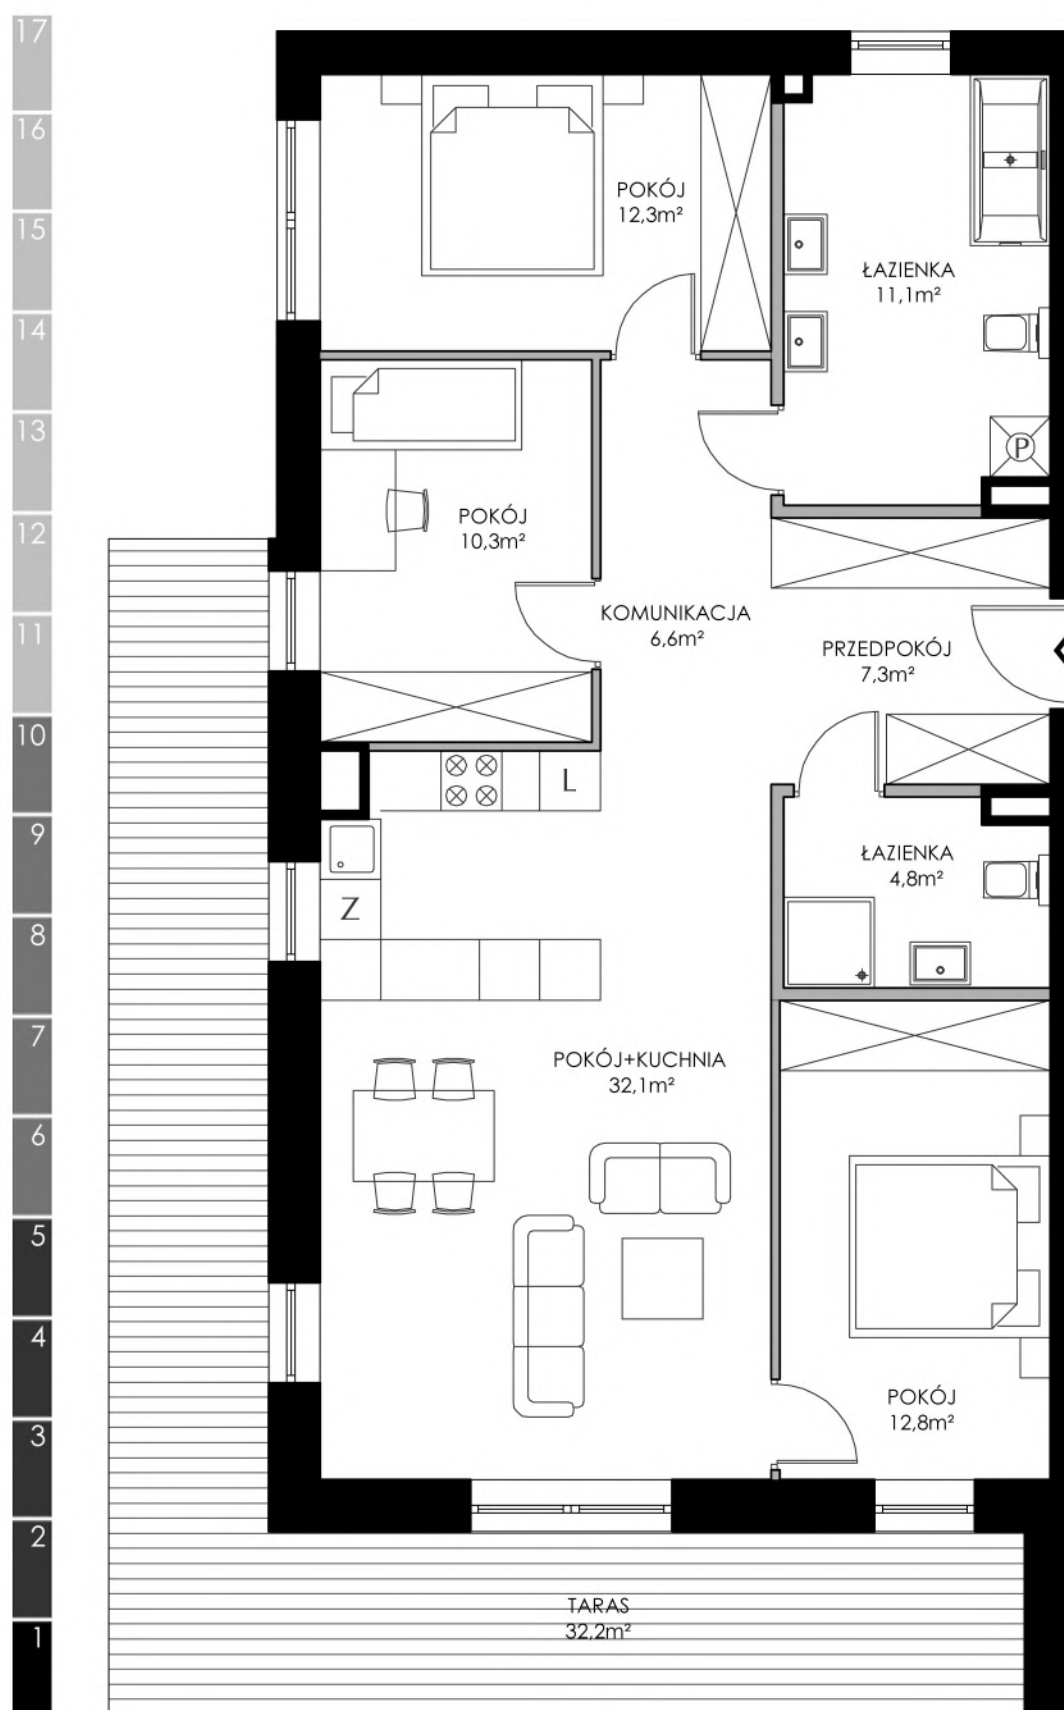 17
16
15
14
13
12
11
10
9
8
7
6
5
4
3
2
1
POKÓJ
12,3m²
ŁAZIENKA
11,1m²
P
POKÓJ
10,3m²
KOMUNIKACJA
6,6m²
PRZEDPOKÓJ
7,3m²
L
Z
ŁAZIENKA
4,8m²
POKÓJ+KUCHNIA
32,1m²
POKÓJ
12,8m²
TARAS
32,2m²